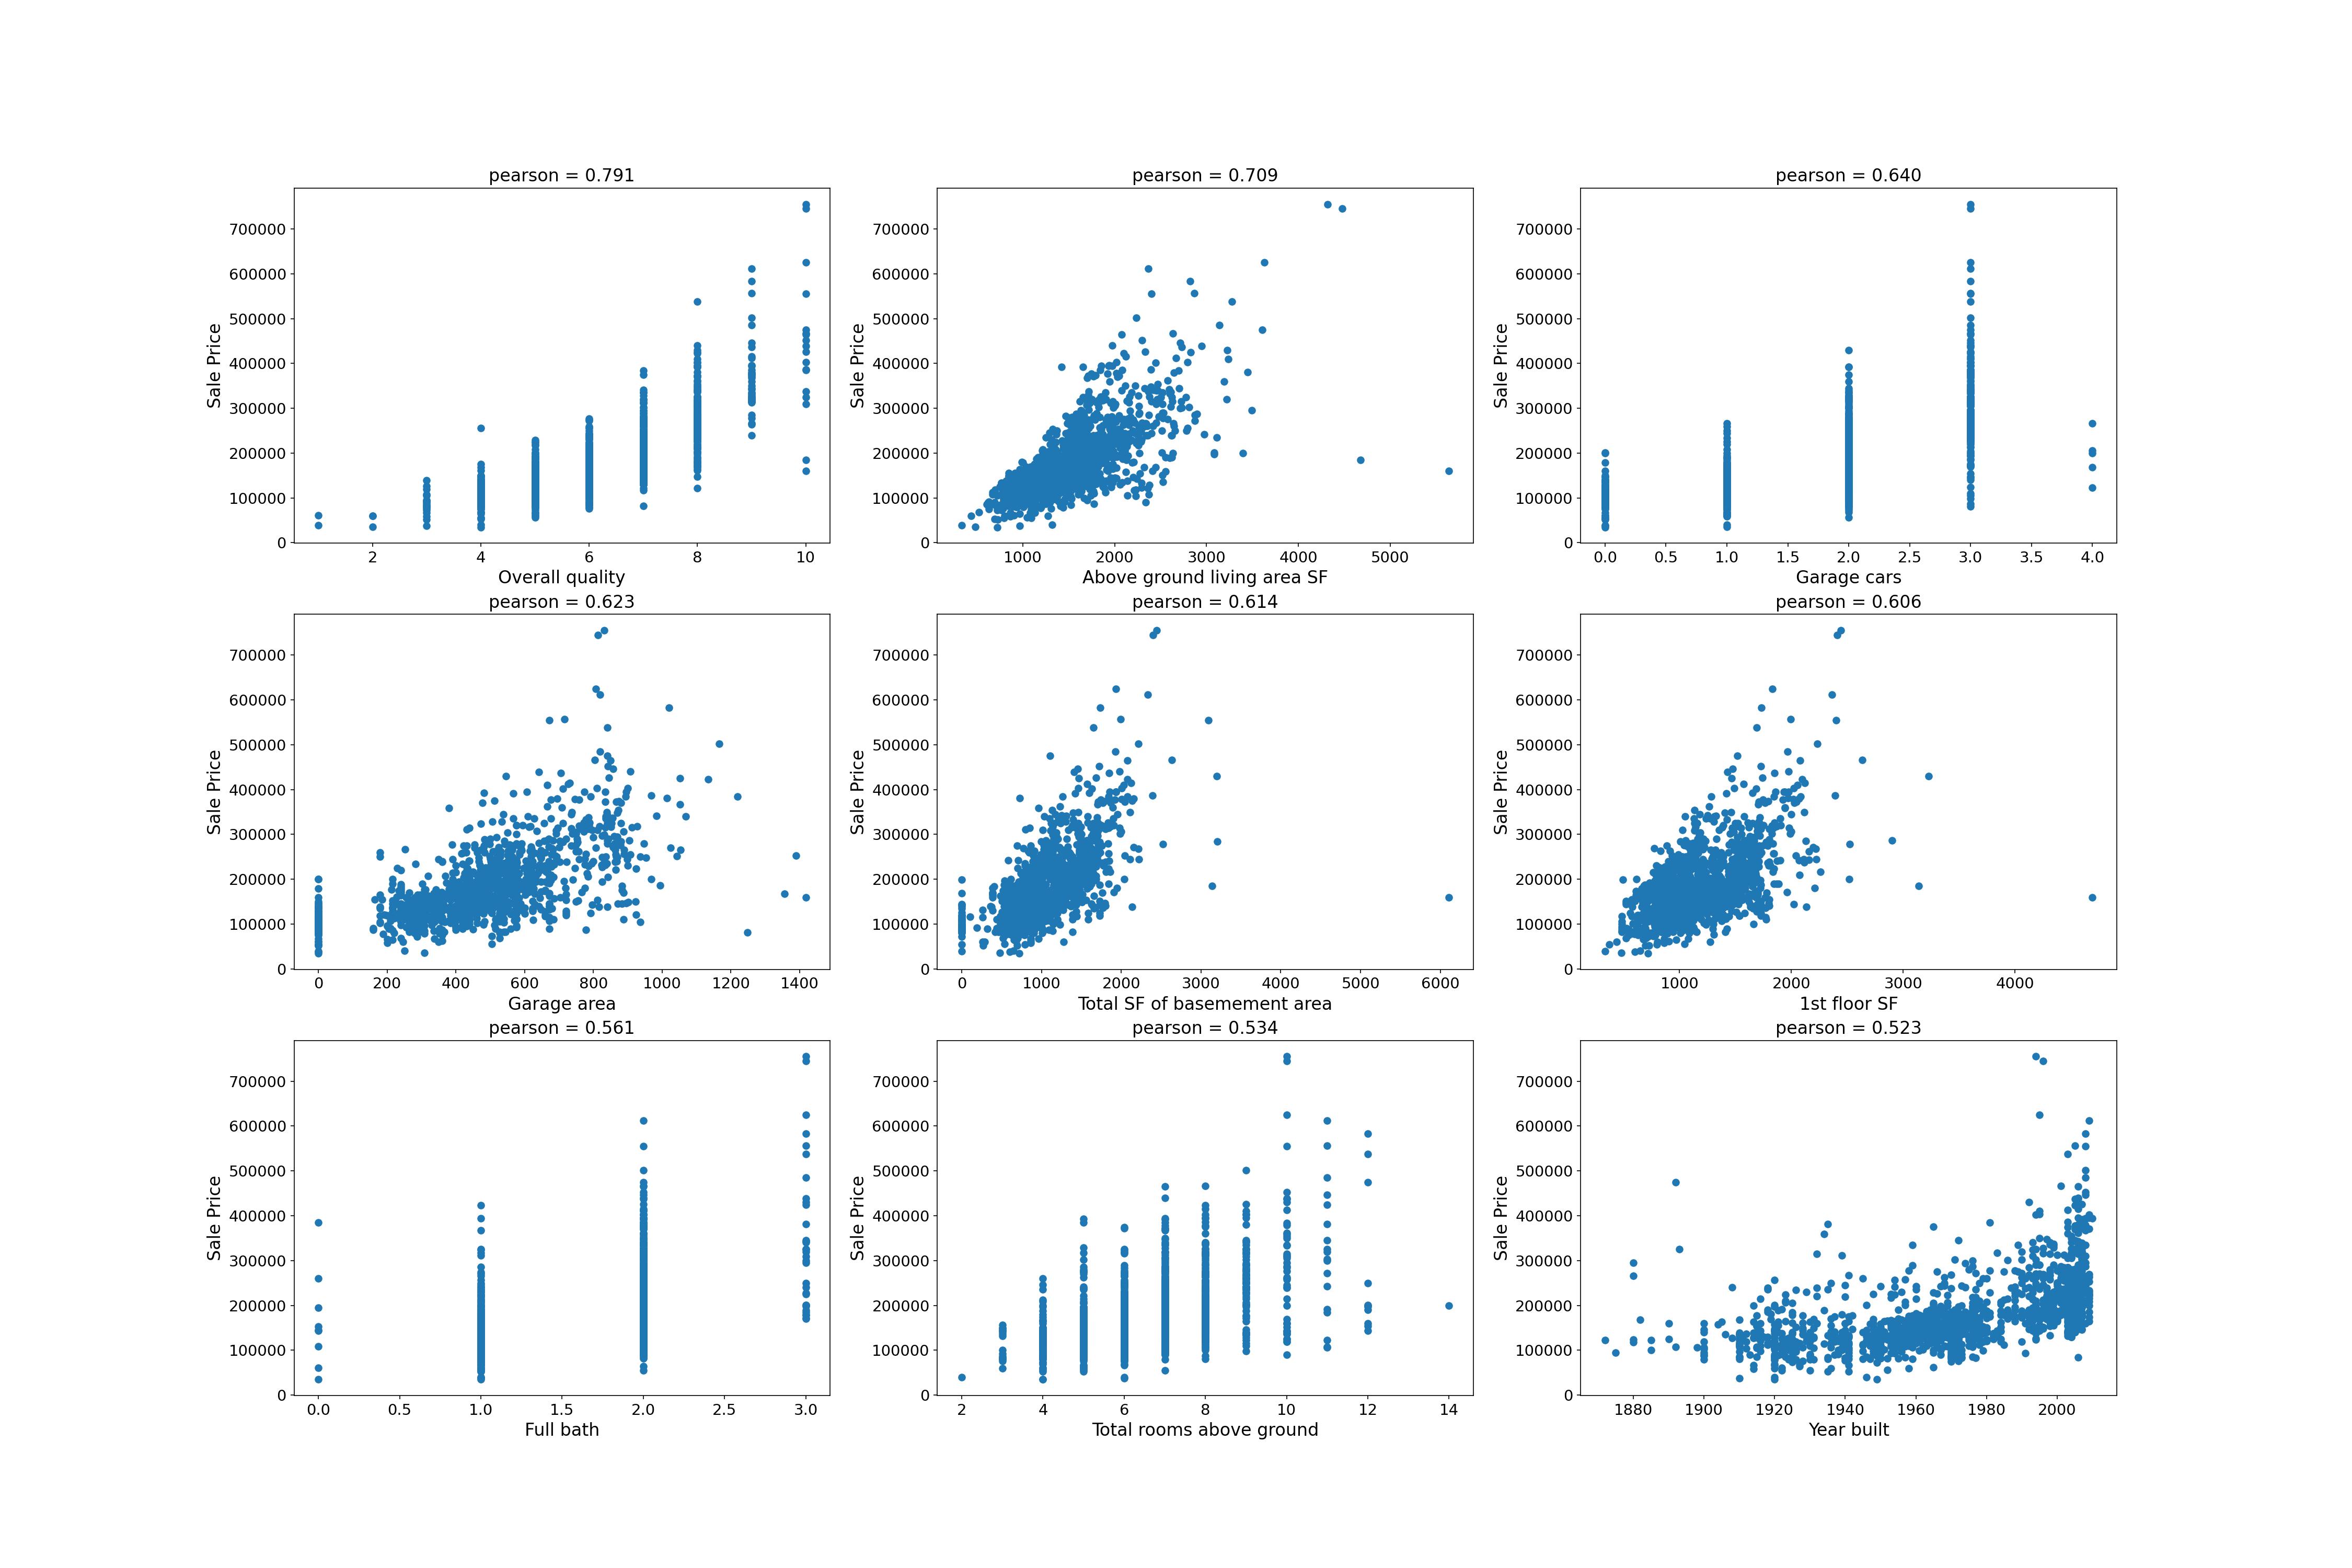 pearson = 0.791
700000
600000
500000
400000
300000
200000
100000
0
Sale Price
2 4 6 8 10
Overall quality
pearson = 0.709
700000
600000
500000
400000
300000
200000
100000
0
Sale Price
1000 2000 3000 4000 5000
Above ground living area SF
pearson = 0.640
700000
600000
500000
400000
300000
200000
100000
0
Sale Price
0.0 0.5 1.0 1.5 2.0 2.5 3.0 3.5 4.0
Garage cars
pearson = 0.623
700000
600000
500000
400000
300000
200000
100000
0
Sale Price
0 200 400 600 800 1000 1200 1400
Garage area
pearson = 0.614
700000
600000
500000
400000
300000
200000
100000
0
Sale Price
0 1000 2000 3000 4000 5000 6000
Total SF of basemement area
pearson = 0.606
700000
600000
500000
400000
300000
200000
100000
0
Sale Price
1000 2000 3000 4000
1st floor SF
pearson = 0.561
700000
600000
500000
400000
300000
200000
100000
0
Sale Price
0.0 0.5 1.0 1.5 2.0 2.5 3.0
Full bath
pearson = 0.534
700000
600000
500000
400000
300000
200000
100000
0
Sale Price
2 4 6 8 10 12 14
Total rooms above ground
pearson = 0.523
700000
600000
500000
400000
300000
200000
100000
0
Sale Price
1880 1900 1920 1940 1960 1980 2000
Year built